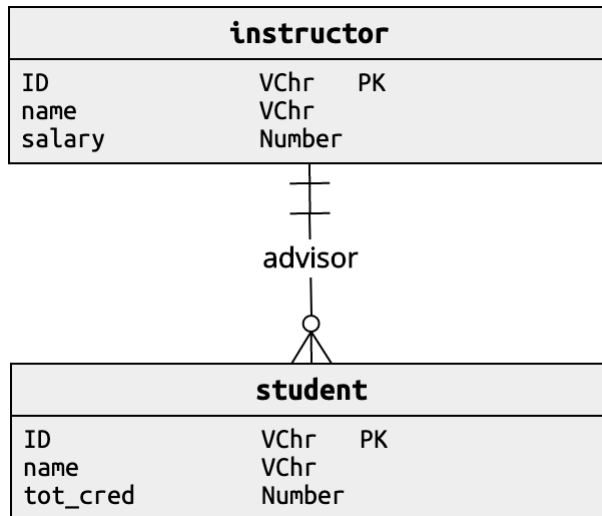 instructor
ID VChr PK
name VChr
salary Number
advisor
student
ID VChr PK
name VChr
tot_cred Number